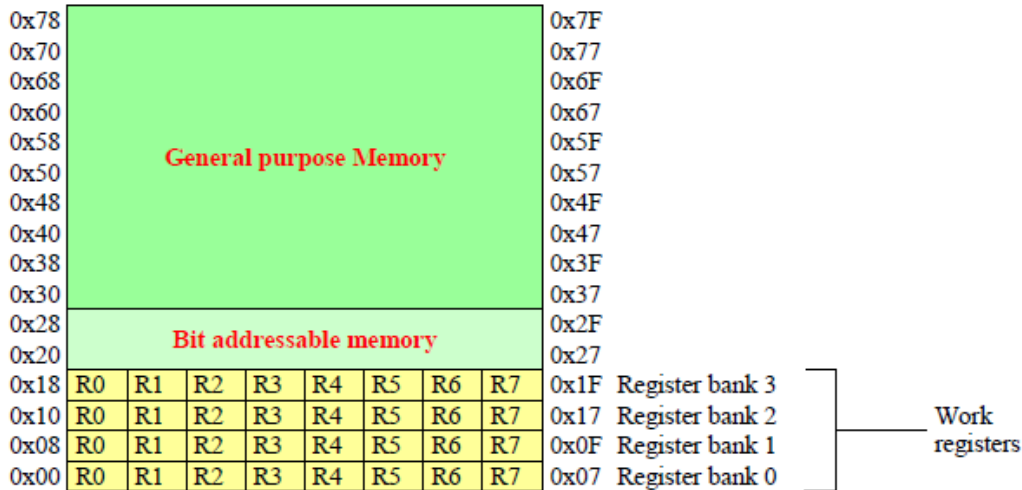 0x78 0x7F
0x70 0x77
0x68 0x6F
0x60 0x67
0x58 0x5F
General purpose Memory
0x50 0x57
0x48 0x4F
0x40 0x47
0x38 0x3F
0x30 0x37
0x28 0x2F
Bit addressable memory
0x20 0x27
0x18 R0 R1 R2 R3 R4 R5 R6 R7 0x1F Register bank 3
0x10 R0 R1 R2 R3 R4 R5 R6 R7 0x17 Register bank 2 Work
0x08 R0 R1 R2 R3 R4 R5 R6 R7 0x0F Register bank 1 registers
0x00 R0 R1 R2 R3 R4 R5 R6 R7 0x07 Register bank 0